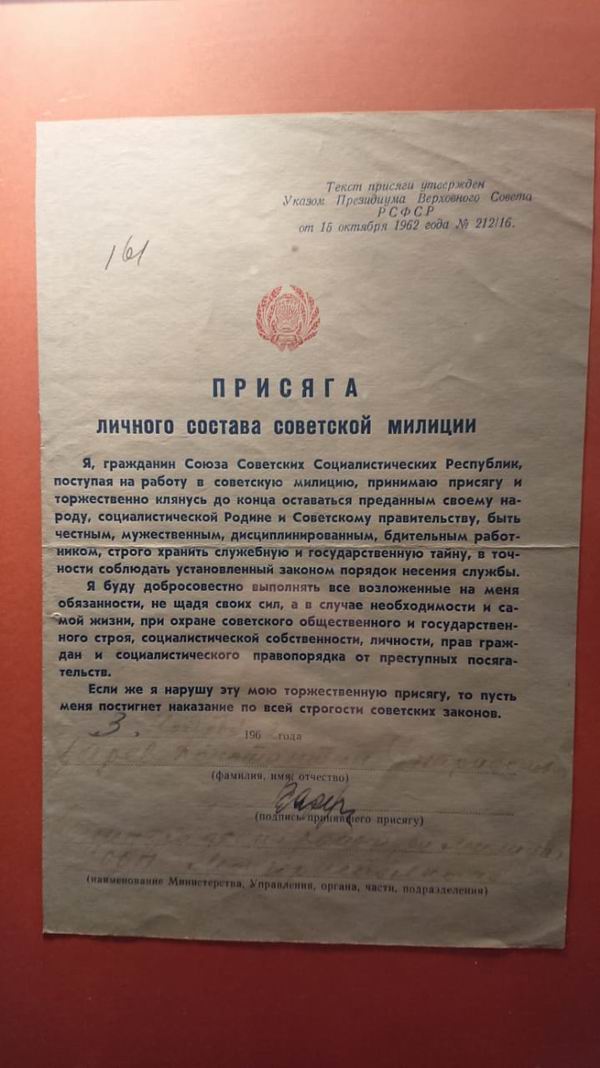 Текст присяги утвержден
Указом Президиума Верховного Совета
РСФСР
от 15 октября 1962 года № 212/16.
161
ПРИСЯГА
ЛИЧНОГО СОСТАВА СОВЕТСКОЙ МИЛИЦИИ
Я, гражданин Союза Советских Социалистических Республик,
поступая на работу в советскую милицию, принимаю присягу и
торжественно клянусь до конца оставаться преданным своему на-
роду, социалистической Родине и Советскому правительству, быть
честным, мужественным, дисциплинированным, бдительным работ-
ником, строго хранить служебную и государственную тайну, в точ-
ности соблюдать установленный законом порядок несения службы.
Я буду добросовестно выполнять все возложенные на меня
обязанности, не щадя своих сил, а в случае необходимости и са-
мой жизни, при охране советского общественного и государствен-
ного строя, социалистической собственности, личности, прав граж-
дан и социалистического правопорядка от преступных посяга-
тельств.
Если же я нарушу эту мою торжественную присягу, то пусть
меня постигнет наказание по всей строгости советских законов.
3. 196 года
(фамилия, имя, отчество)
(подпись принявшего присягу)
(наименование Министерства, Управления, органа, части, подразделения)